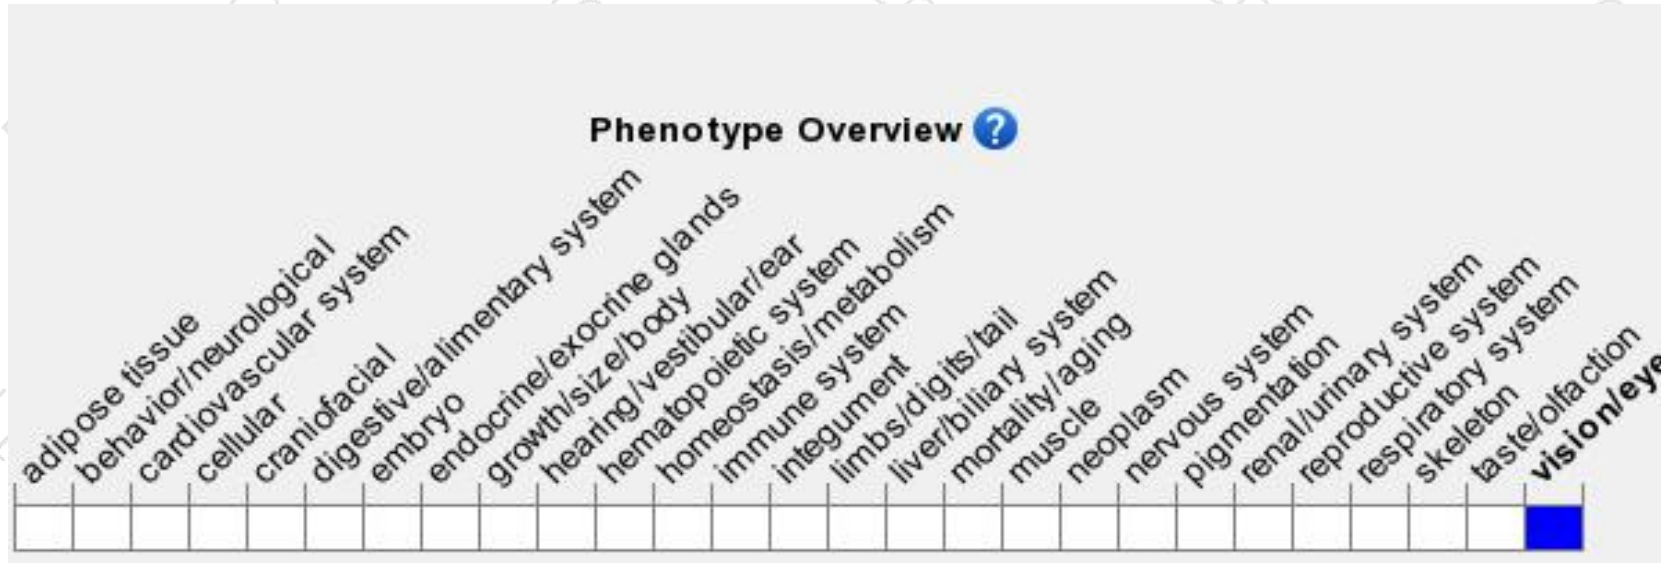 Phenotype Overview ?
adipose tissue
behavior/neurological
cardiovascular system
cellular
craniofacial
digestive/alimentary system
embryo
endocrine/exocrine glands
growth/size/body
hearing/vestibular/ear
hematopoietic system
homeostasis/metabolism
immune system
integument
limbs/digits/tail
liver/biliary system
mortality/aging
muscle
neoplasm
nervous system
pigmentation
renal/urinary system
reproductive system
respiratory system
skeleton
taste/olfaction
vision/eye